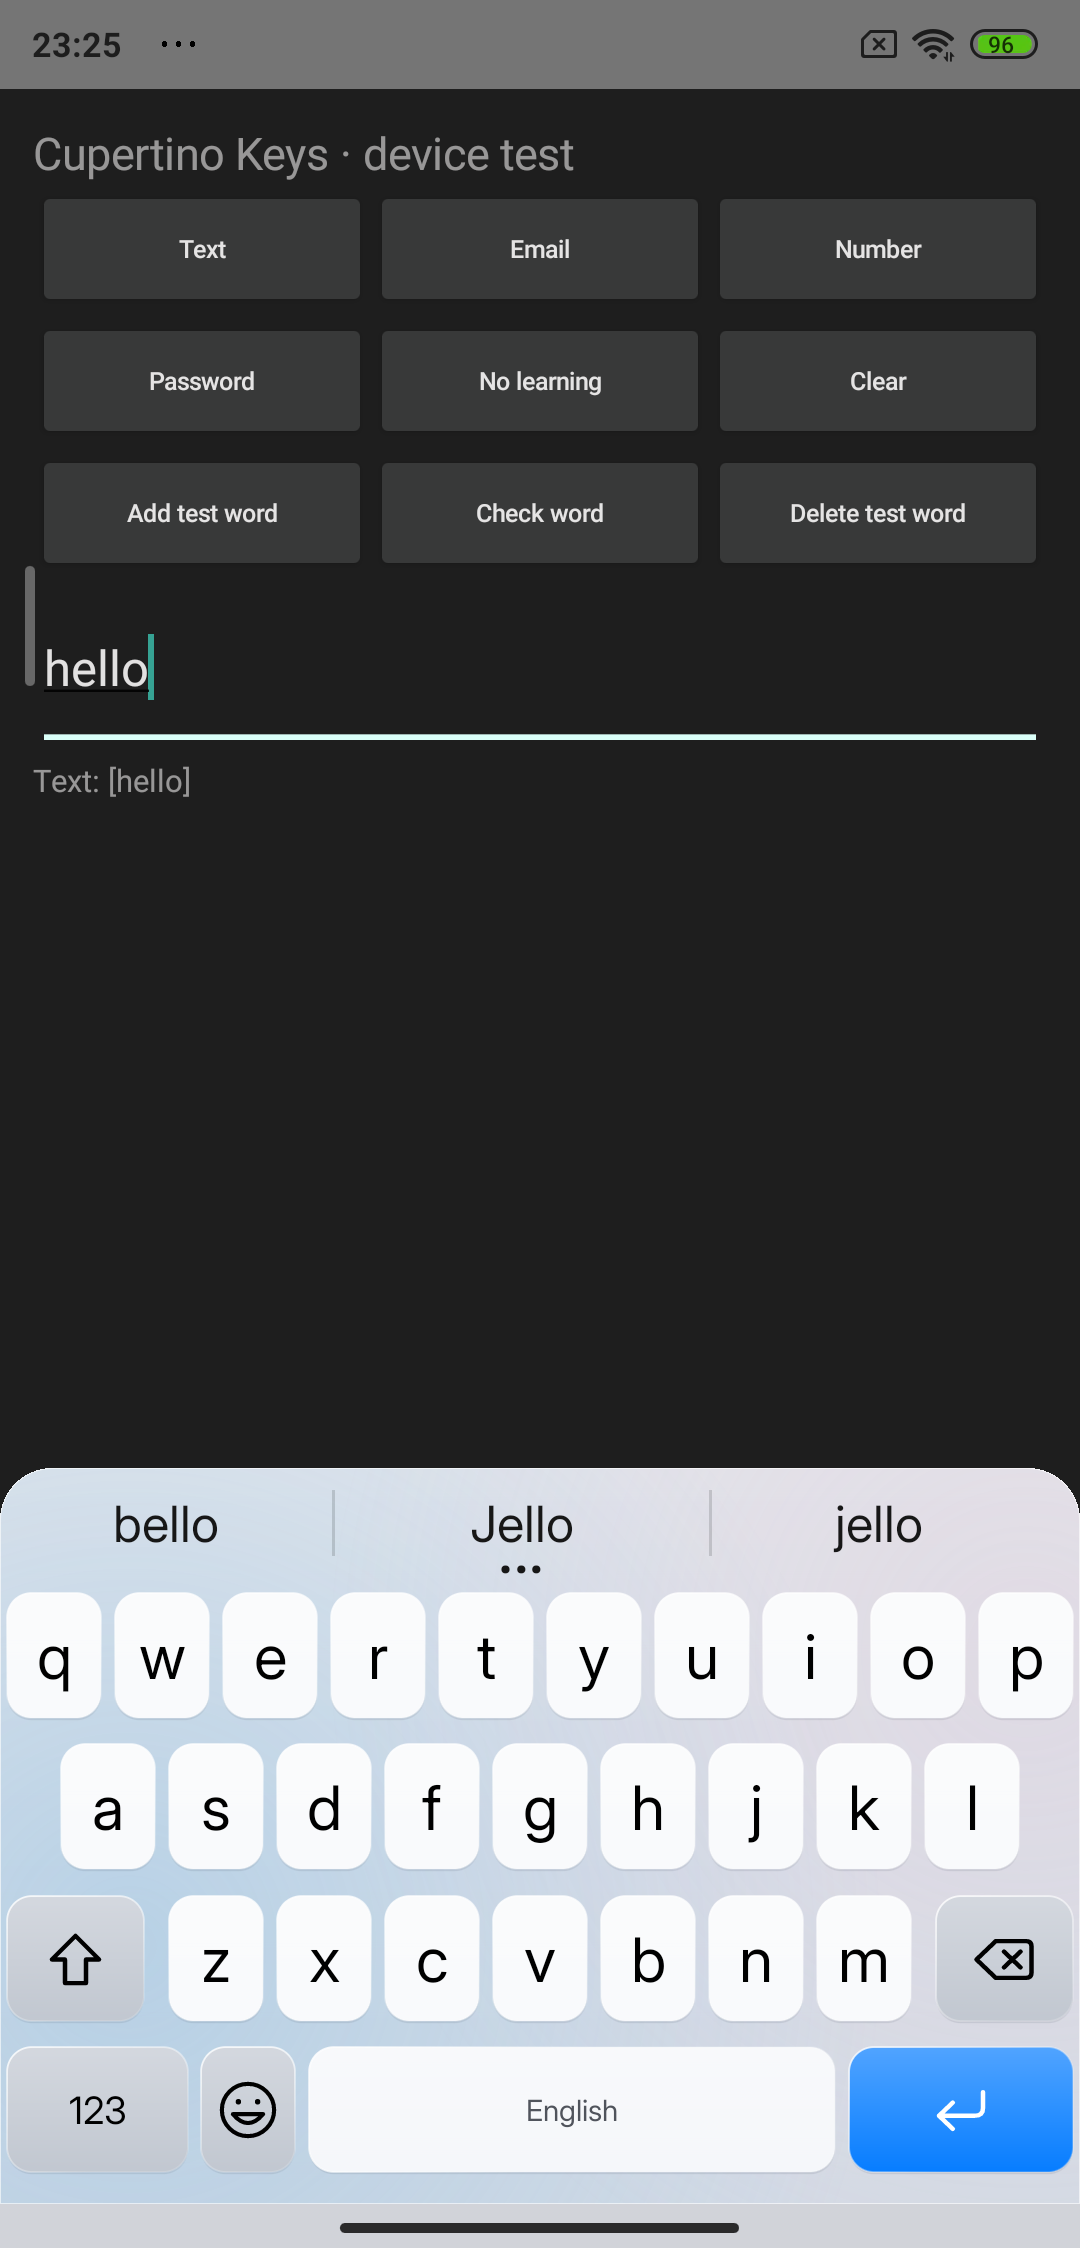 23:25 ... 96
Cupertino Keys · device test
Text Email Number
Password No learning Clear
Add test word Check word Delete test word
hello
Text: [hello]
bello Jello jello
...
q w e r t y u i o p
a s d f g h j k l
z x c v b n m
123 English